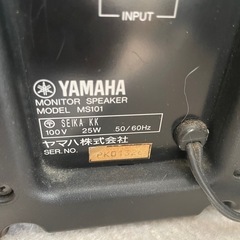 INPUT
YAMAHA
MONITOR SPEAKER
MODEL MS101
SEIKA KK
100V 25W 50/60Hz
ヤマハ株式会社
SER. NO.